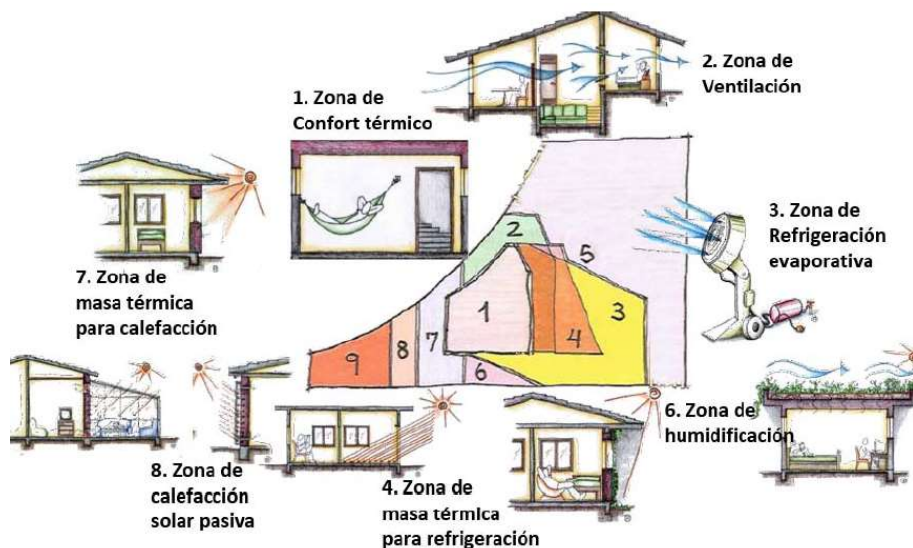 2. Zona de
Ventilación
1. Zona de
Confort térmico
3. Zona de
Refrigeración
evaporativa
7. Zona de
masa térmica
para calefacción
2
5
1
3
4
7
8
9
6
6. Zona de
humidificación
8. Zona de
calefacción
solar pasiva
4. Zona de
masa térmica
para refrigeración